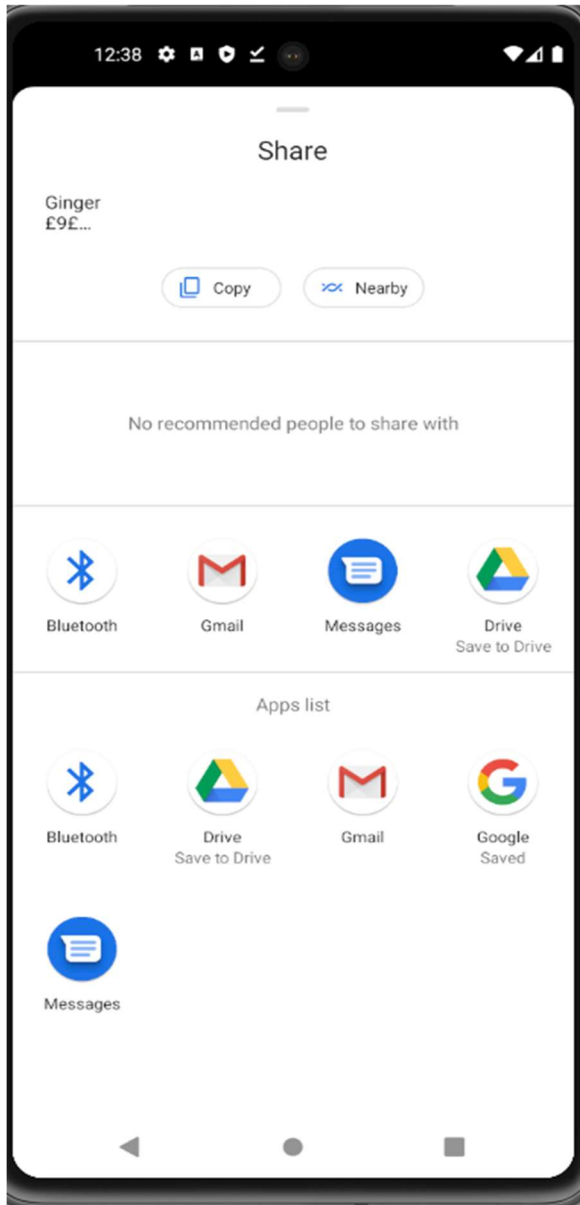 12:38
Share
Ginger
£9£...
Copy
Nearby
No recommended people to share with
Bluetooth
Gmail
Messages
Drive
Save to Drive
Apps list
Bluetooth
Drive
Save to Drive
Gmail
Google
Saved
Messages